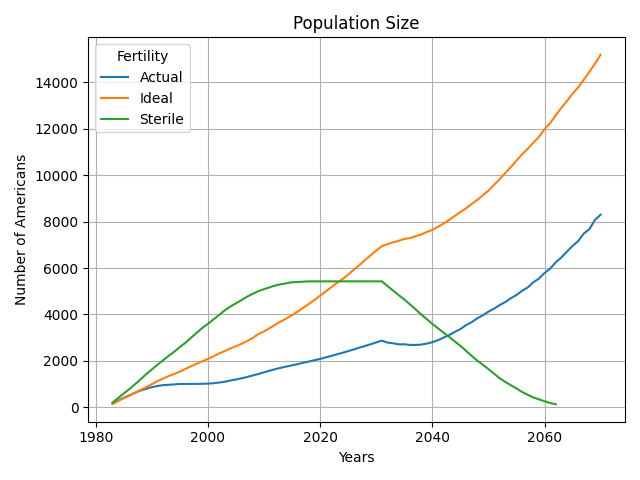 Population Size
Fertility
Actual
Ideal
Sterile
Number of Americans
14000
12000
10000
8000
6000
4000
2000
0
1980
2000
2020
2040
2060
Years